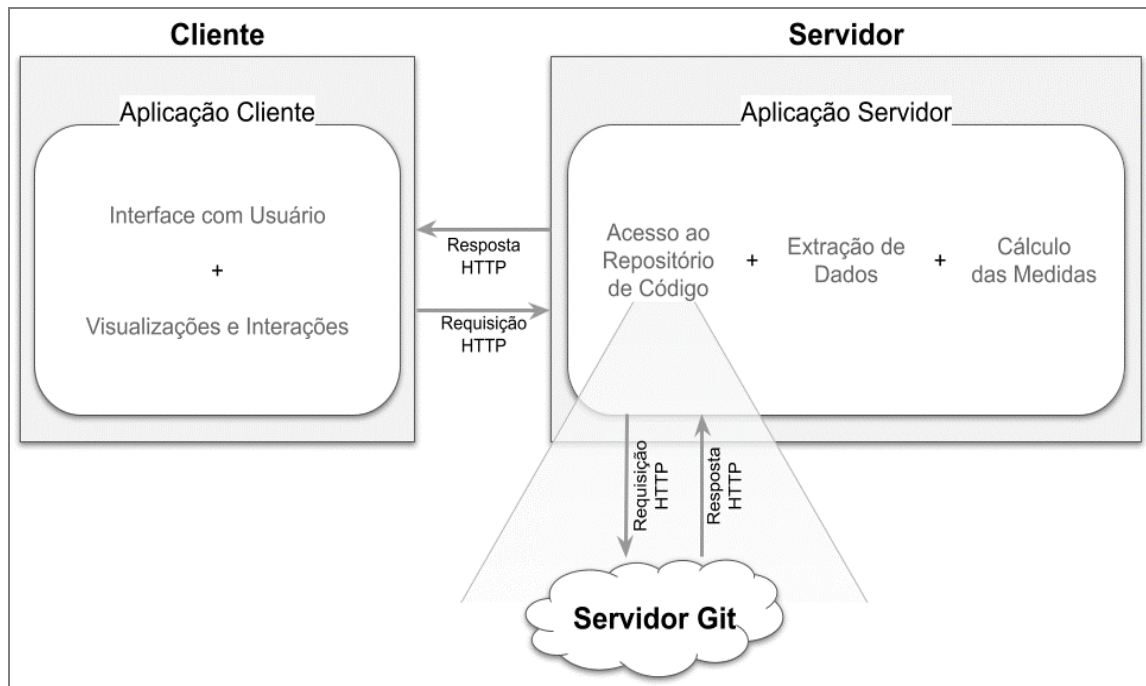 Cliente
Aplicação Cliente
Interface com Usuário
+
Visualizações e Interações
Resposta
HTTP
Requisição
HTTP
Servidor
Aplicação Servidor
Acesso ao
Repositório
de Código
+
Extração de
Dados
+
Cálculo
das Medidas
Requisição
HTTP
Resposta
HTTP
Servidor Git